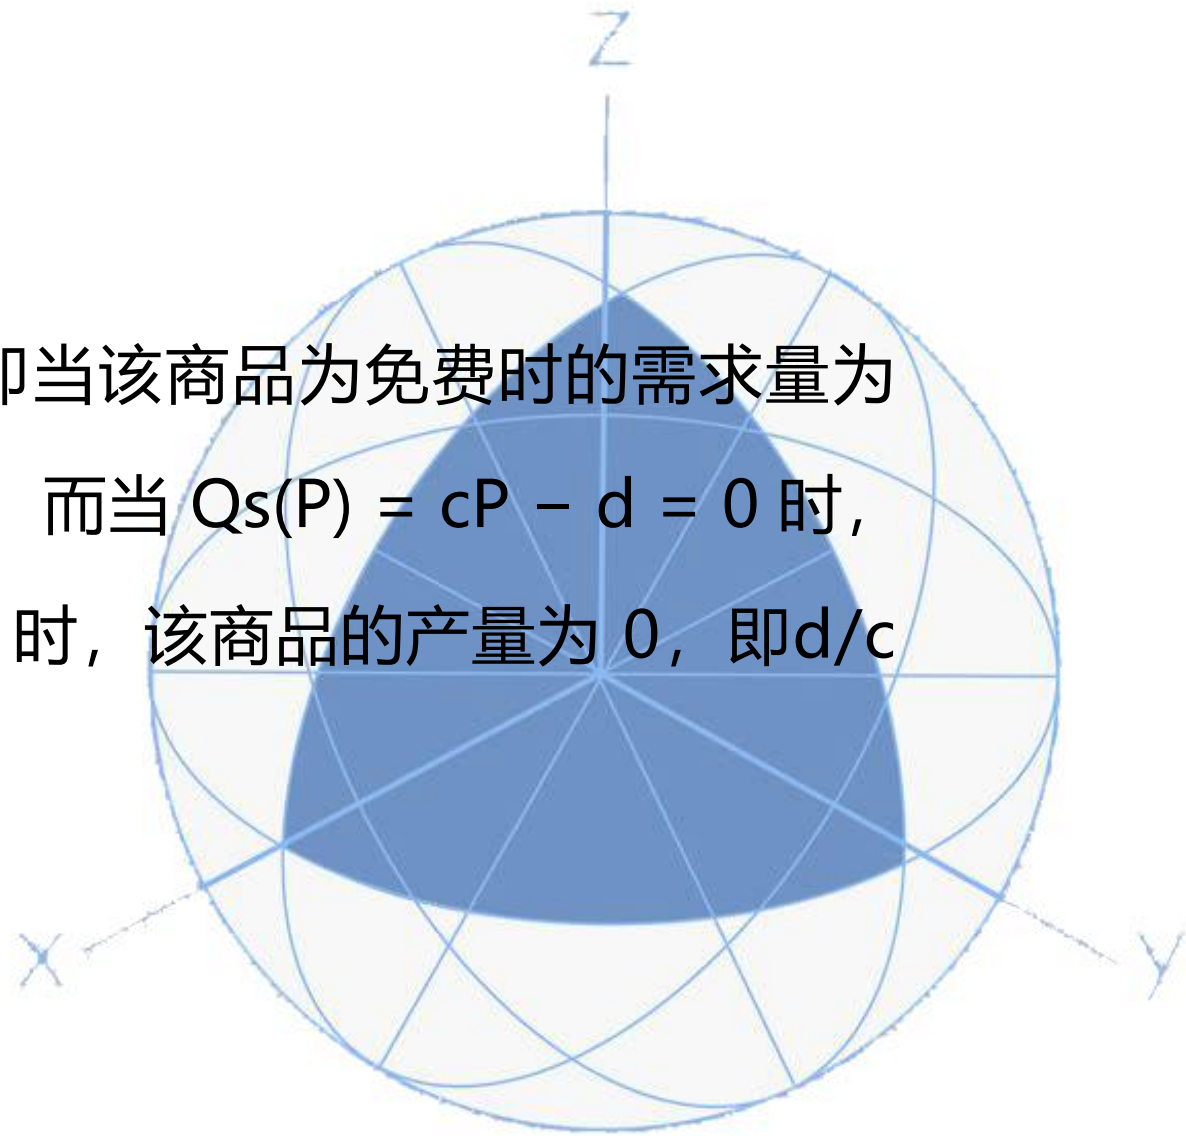 Z
即当该商品为免费时的需求量为
而当 Qs(P) = cP − d = 0 时，
时，该商品的产量为 0，即d/c
X
Y